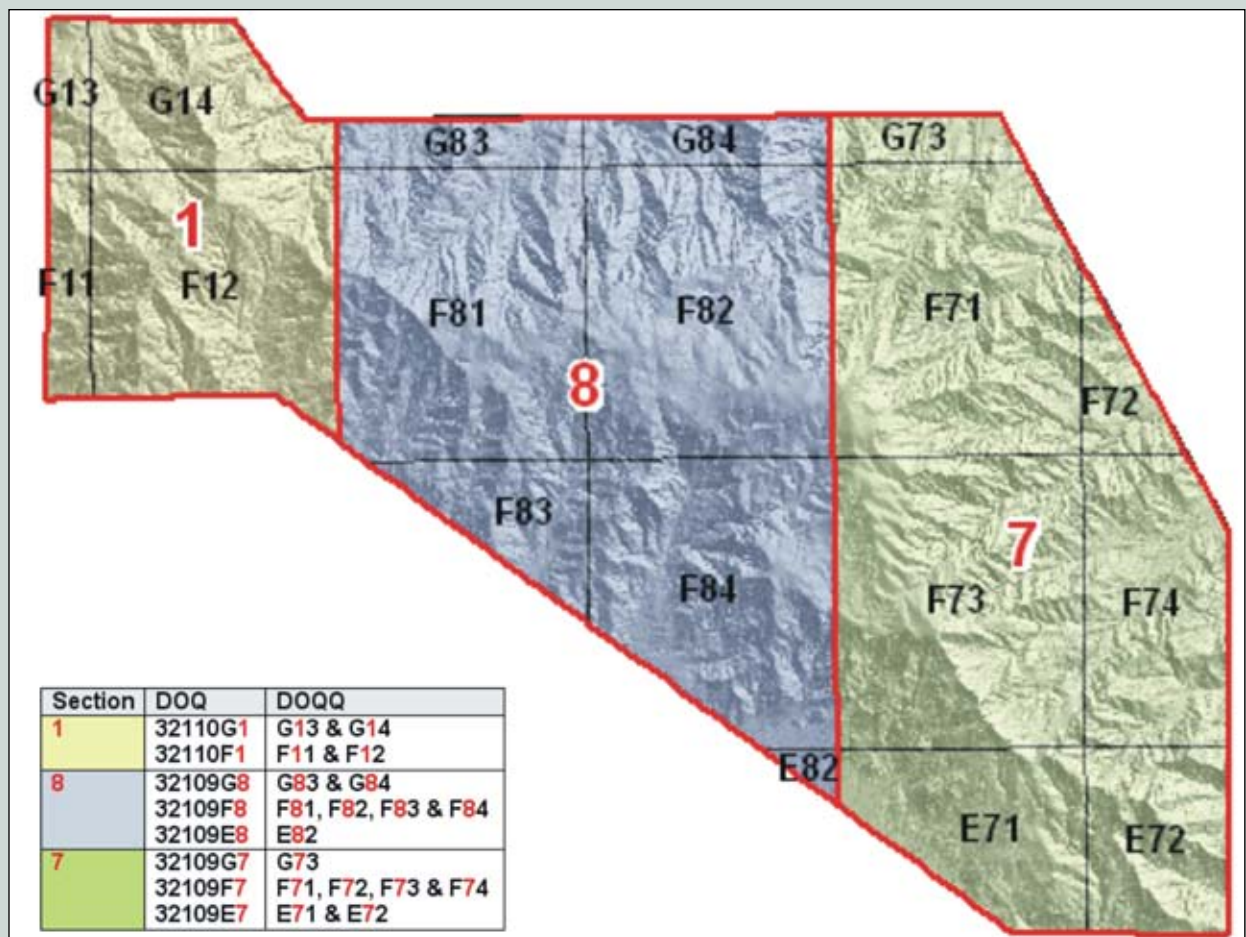 G13
G14
G83
G84
G73
1
F11
F12
F81
F82
F71
8
F72
F83
7
F84
F73
F74
E82
E71
E72
Section DOQ DOQQ
1 32110G1 G13 & G14
32110F1 F11 & F12
8 32109G8 G83 & G84
32109F8 F81, F82, F83 & F84
32109E8 E82
7 32109G7 G73
32109F7 F71, F72, F73 & F74
32109E7 E71 & E72